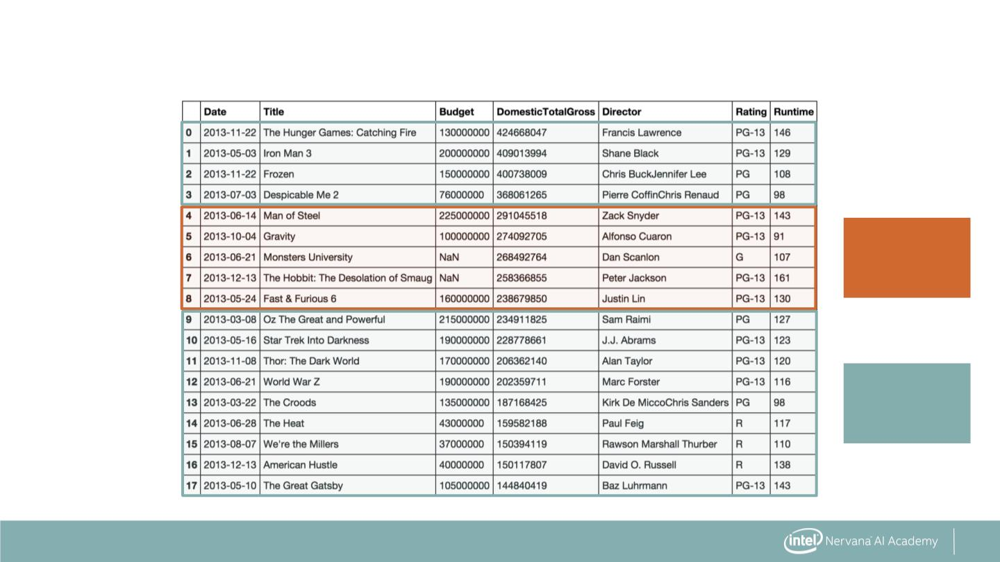 Date Title Budget DomesticTotalGross Director Rating Runtime
0 2013-11-22 The Hunger Games: Catching Fire 130000000 424668047 Francis Lawrence PG-13 146
1 2013-05-03 Iron Man 3 200000000 409013994 Shane Black PG-13 129
2 2013-11-22 Frozen 150000000 400738009 Chris BuckJennifer Lee PG 108
3 2013-07-03 Despicable Me 2 76000000 368061265 Pierre CoffinChris Renaud PG 98
4 2013-06-14 Man of Steel 225000000 291045518 Zack Snyder PG-13 143
5 2013-10-04 Gravity 100000000 274092705 Alfonso Cuaron PG-13 91
6 2013-06-21 Monsters University NaN 268492764 Dan Scanlon G 107
7 2013-12-13 The Hobbit: The Desolation of Smaug NaN 258366855 Peter Jackson PG-13 161
8 2013-05-24 Fast & Furious 6 160000000 238679850 Justin Lin PG-13 130
9 2013-03-08 Oz The Great and Powerful 215000000 234911825 Sam Raimi PG 127
10 2013-05-16 Star Trek Into Darkness 190000000 228778661 J.J. Abrams PG-13 123
11 2013-11-08 Thor: The Dark World 170000000 206362140 Alan Taylor PG-13 120
12 2013-06-21 World War Z 190000000 202359711 Marc Forster PG-13 116
13 2013-03-22 The Croods 135000000 187168425 Kirk De MiccoChris Sanders PG 98
14 2013-06-28 The Heat 43000000 159582188 Paul Feig R 117
15 2013-08-07 We're the Millers 37000000 150394119 Rawson Marshall Thurber R 110
16 2013-12-13 American Hustle 40000000 150117807 David O. Russell R 138
17 2013-05-10 The Great Gatsby 105000000 144840419 Baz Luhrmann PG-13 143
intel Nervana AI Academy